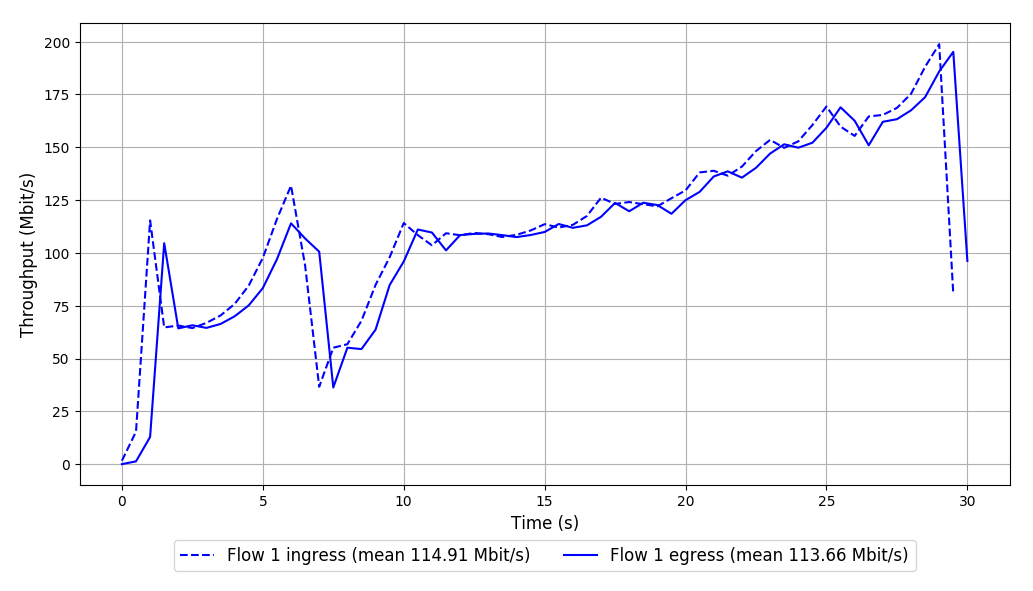 200
175
150
125
100
75
50
25
0
Throughput (Mbit/s)
0 5 10 15 20 25 30
Time (s)
Flow 1 ingress (mean 114.91 Mbit/s) Flow 1 egress (mean 113.66 Mbit/s)